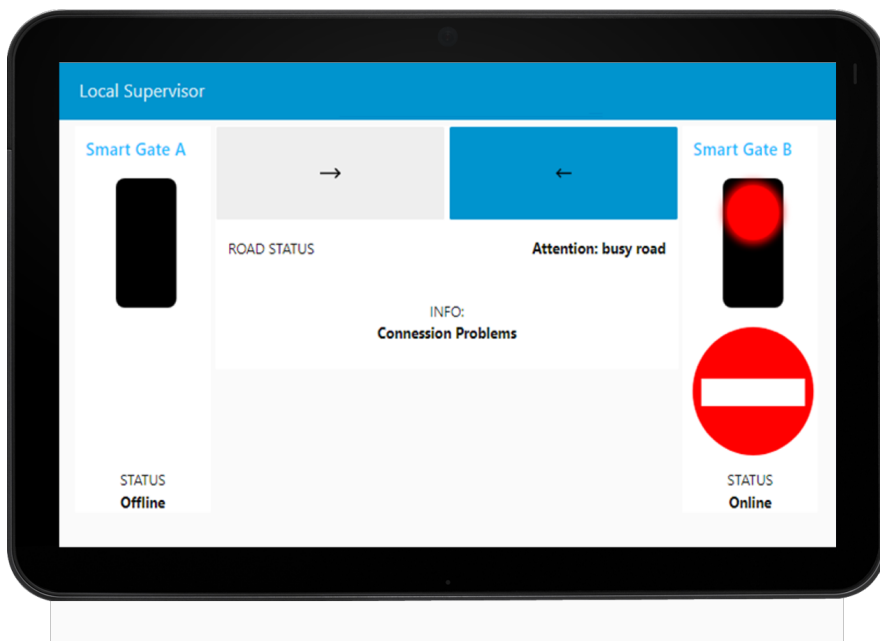 Local Supervisor
Smart Gate A
→
←
Smart Gate B
ROAD STATUS
Attention: busy road
INFO:
Connession Problems
STATUS
Offline
STATUS
Online